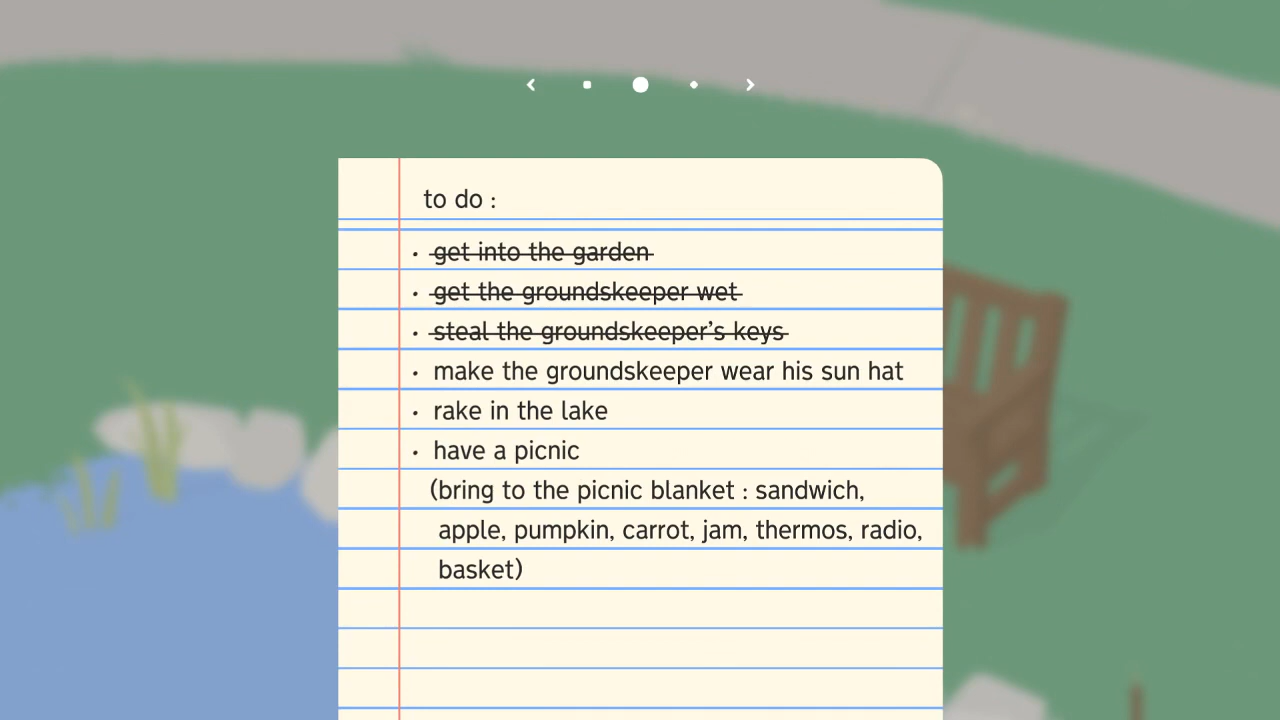 to do :
• get into the garden
• get the groundskeeper wet
• steal the groundskeeper's keys
• make the groundskeeper wear his sun hat
• rake in the lake
• have a picnic
(bring to the picnic blanket : sandwich,
apple, pumpkin, carrot, jam, thermos, radio,
basket)